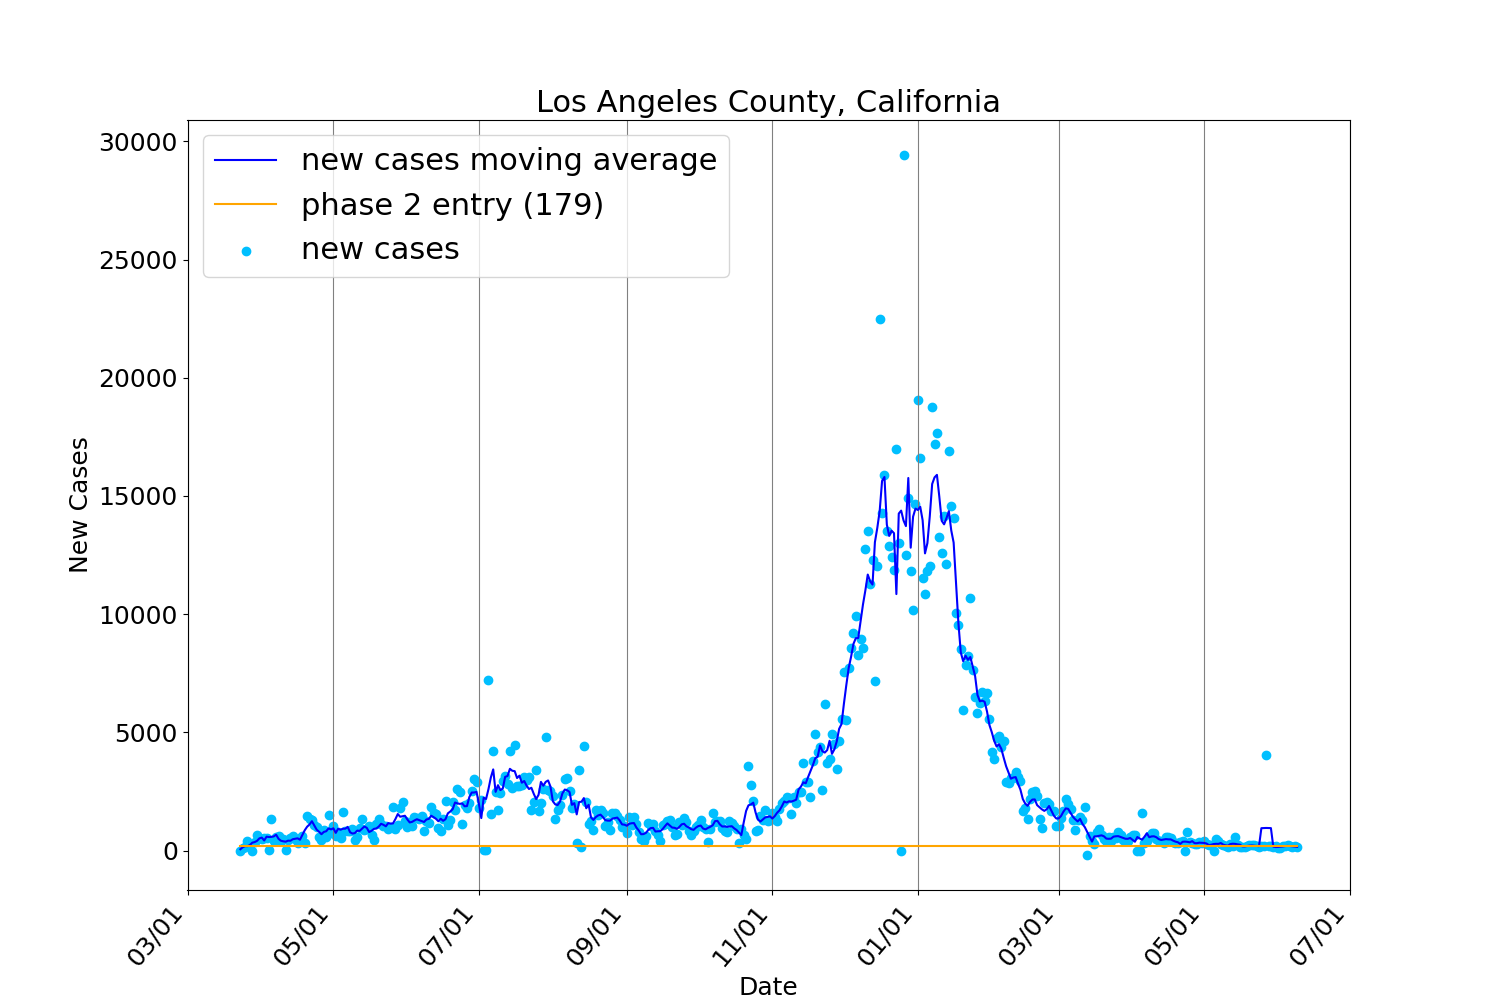 Los Angeles County, California
30000
25000
20000
15000
10000
5000
0
New Cases
new cases moving average
phase 2 entry (179)
new cases
03/01
05/01
07/01
09/01
11/01
01/01
03/01
05/01
07/01
Date